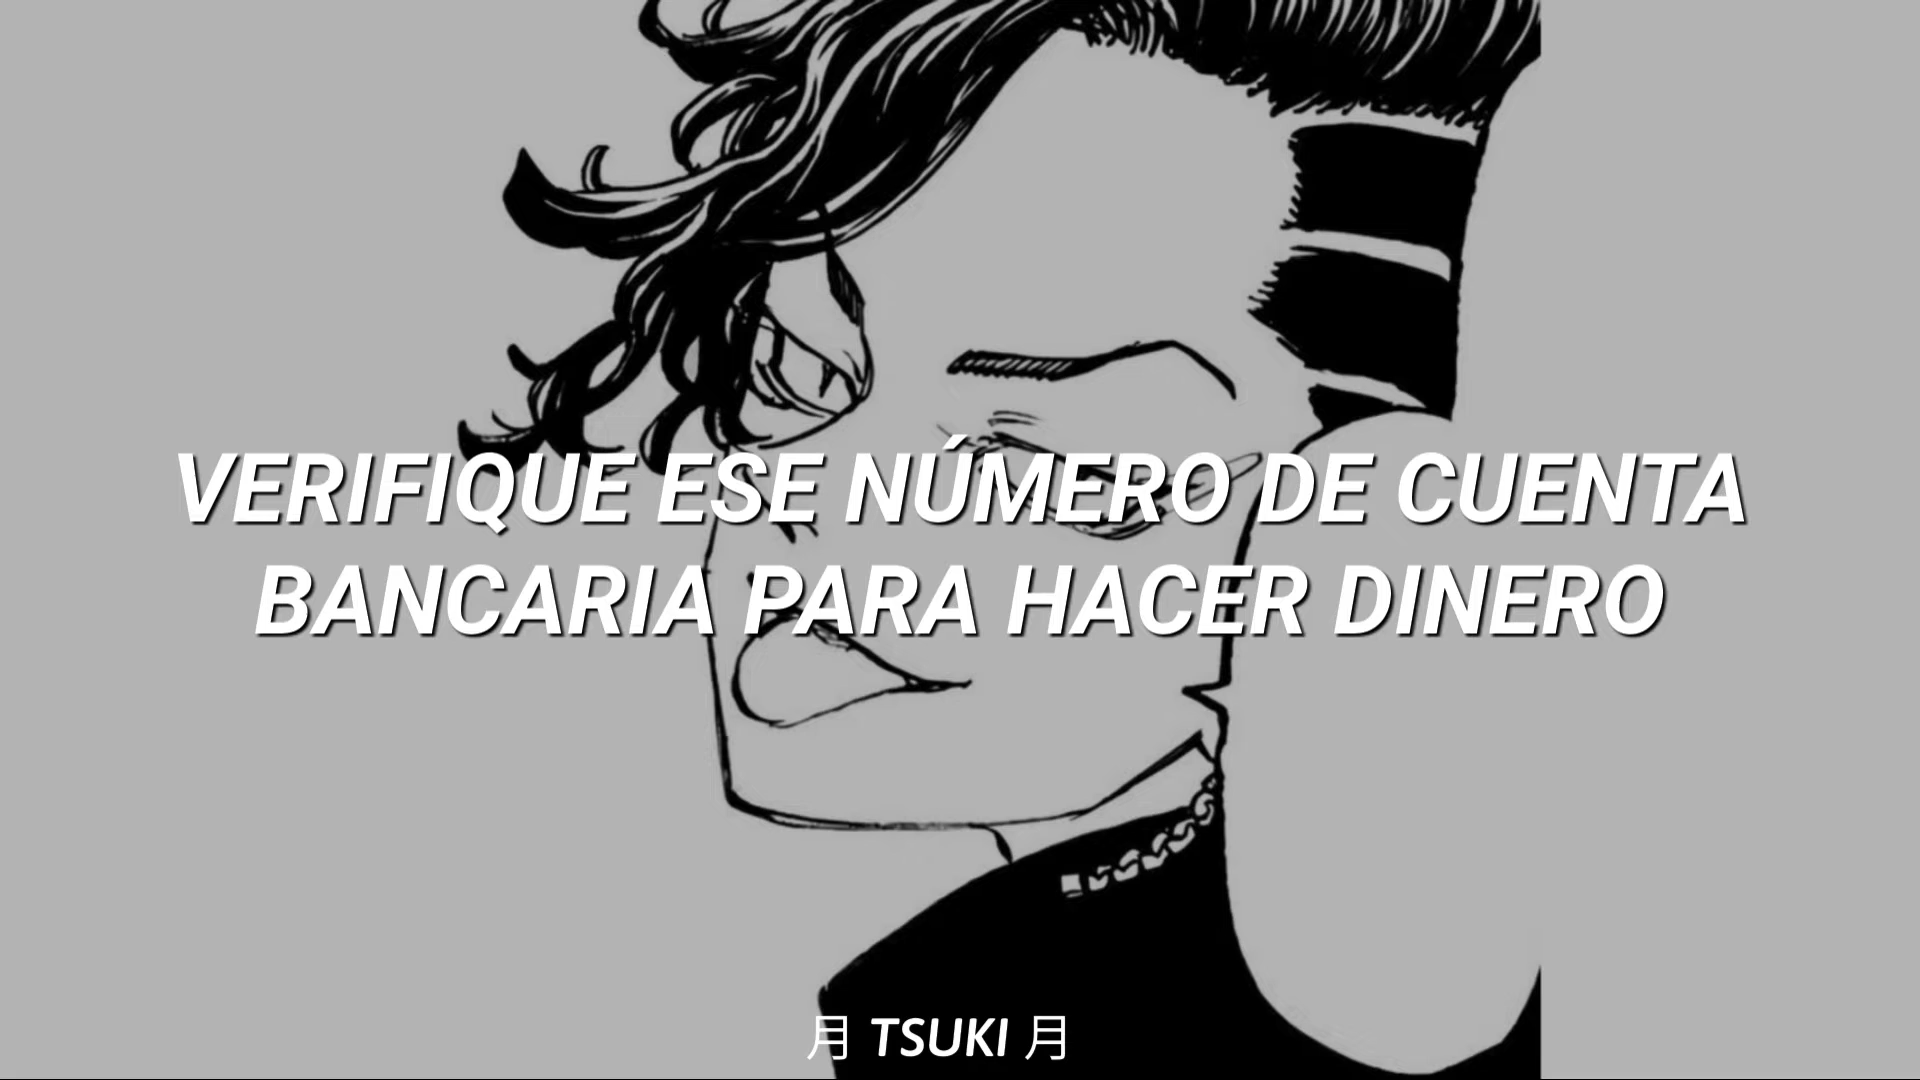 VERIFIQUE ESE NÚMERO DE CUENTA
BANCARIA PARA HACER DINERO
月 TSUKI 月